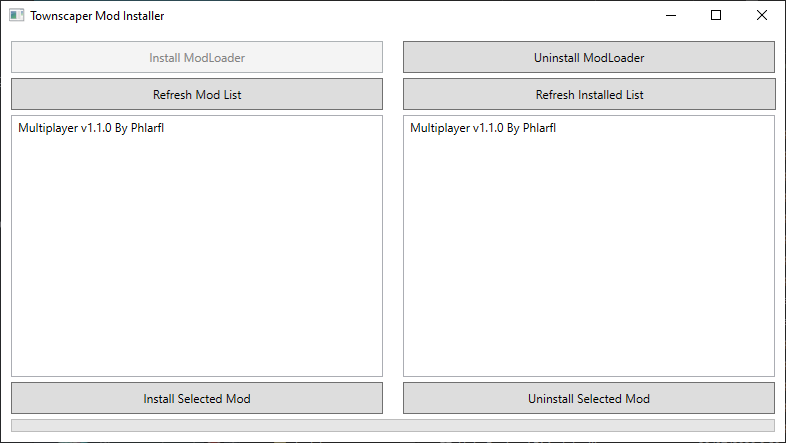 Townscaper Mod Installer
Install ModLoader
Uninstall ModLoader
Refresh Mod List
Refresh Installed List
Multiplayer v1.1.0 By Phlarfl
Multiplayer v1.1.0 By Phlarfl
Install Selected Mod
Uninstall Selected Mod